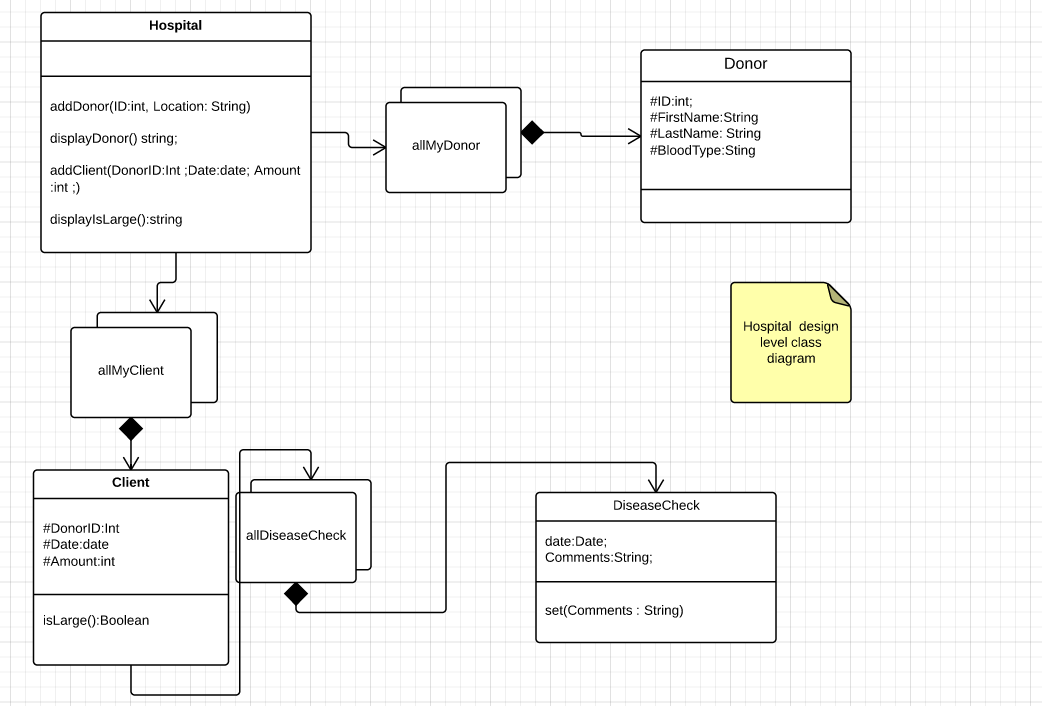 Hospital
addDonor(ID:int, Location: String)
displayDonor() string;
addClient(DonorID:Int ;Date:date; Amount
:int ;)
displayIsLarge():string
allMyDonor
Donor
#ID:int;
#FirstName:String
#LastName: String
#BloodType:Sting
Hospital design
level class
diagram
allMyClient
Client
#DonorID:Int
#Date:date
#Amount:int
isLarge():Boolean
allDiseaseCheck
DiseaseCheck
date:Date;
Comments:String;
set(Comments : String)